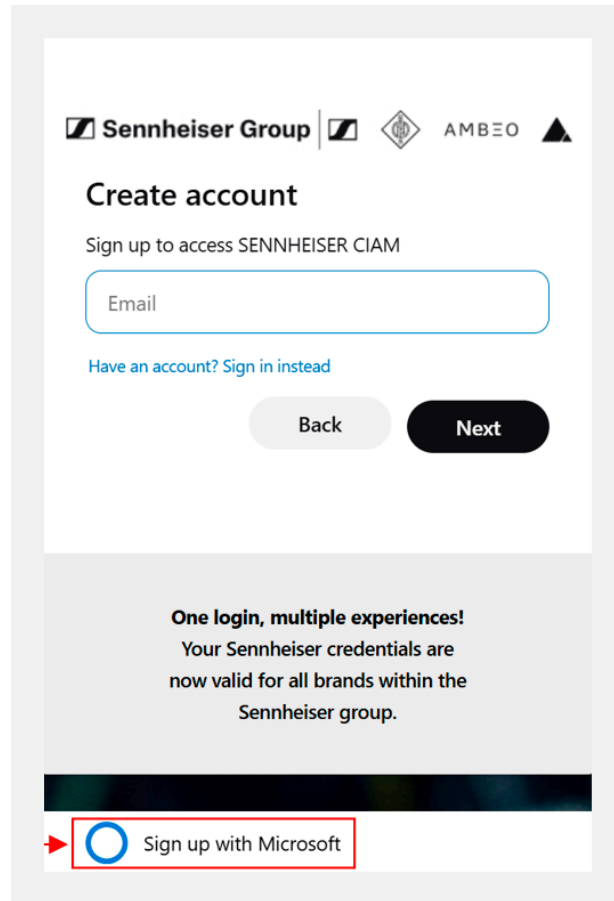 Sennheiser Group
AMBEO
Create account
Sign up to access SENNHEISER CIAM
Email
Have an account? Sign in instead
Back
Next
One login, multiple experiences!
Your Sennheiser credentials are
now valid for all brands within the
Sennheiser group.
Sign up with Microsoft